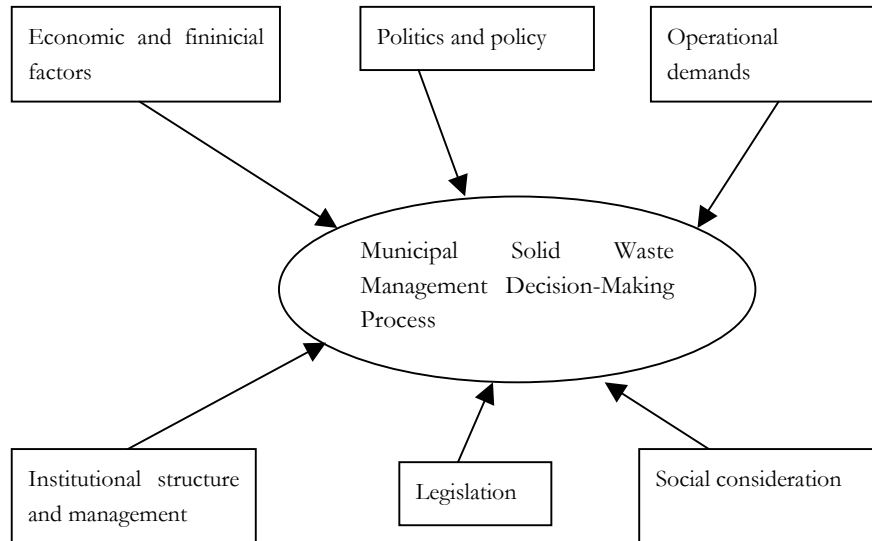 Economic and fininicial
factors
Politics and policy
Operational
demands
Municipal Solid Waste
Management Decision-Making
Process
Institutional structure
and management
Legislation
Social consideration